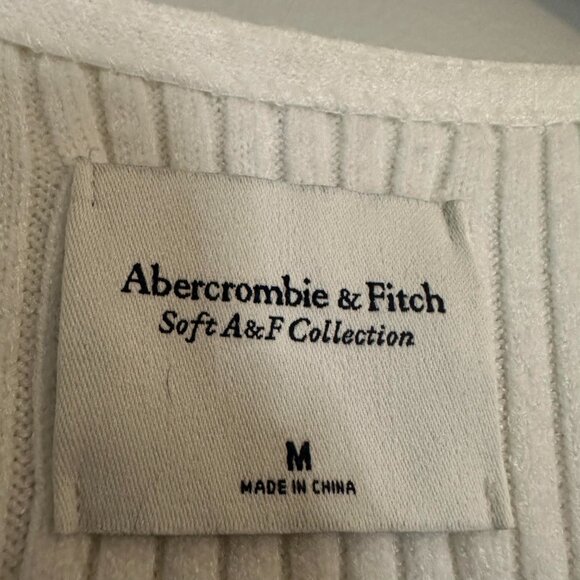 Abercrombie & Fitch
Soft A&F Collection
M
MADE IN CHINA